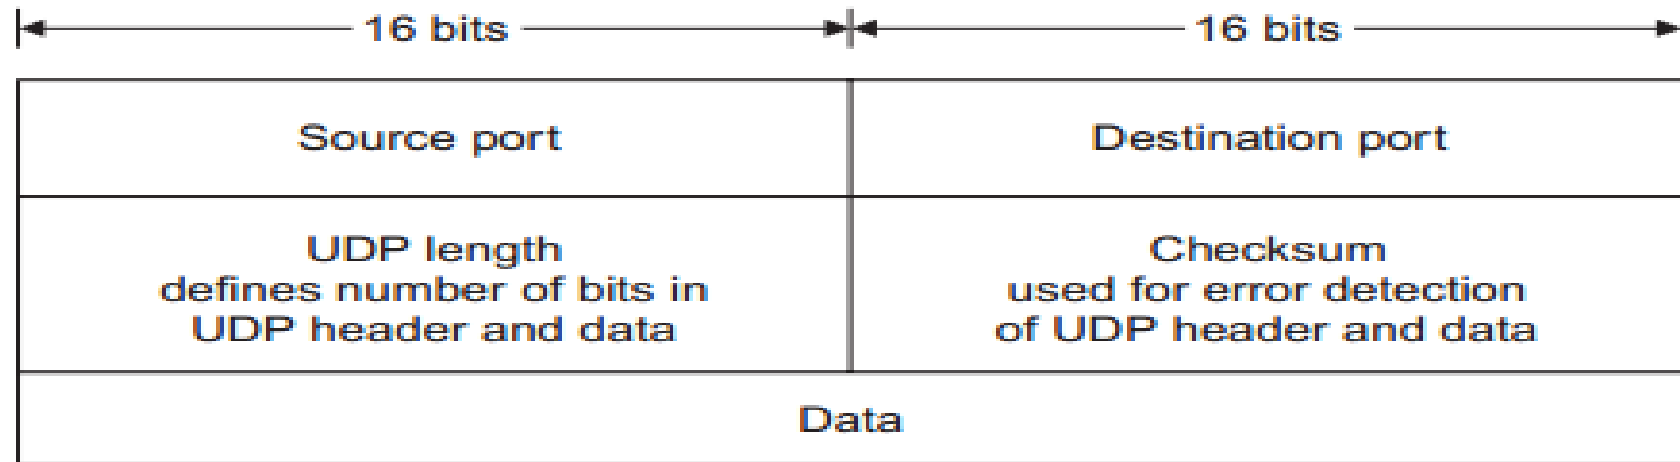 16 bits
16 bits
Source port
Destination port
UDP length
defines number of bits in
UDP header and data
Checksum
used for error detection
of UDP header and data
Data